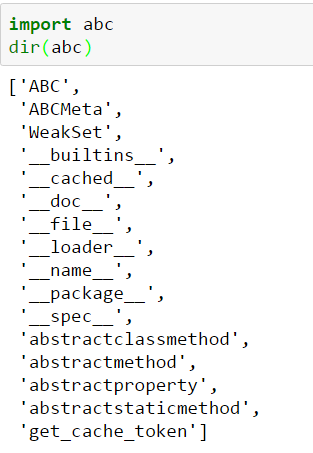 import abc
dir(abc)
['ABC',
 'ABCMeta',
 'WeakSet',
 '__builtins__',
 '__cached__',
 '__doc__',
 '__file__',
 '__loader__',
 '__name__',
 '__package__',
 '__spec__',
 'abstractclassmethod',
 'abstractmethod',
 'abstractproperty',
 'abstractstaticmethod',
 'get_cache_token']